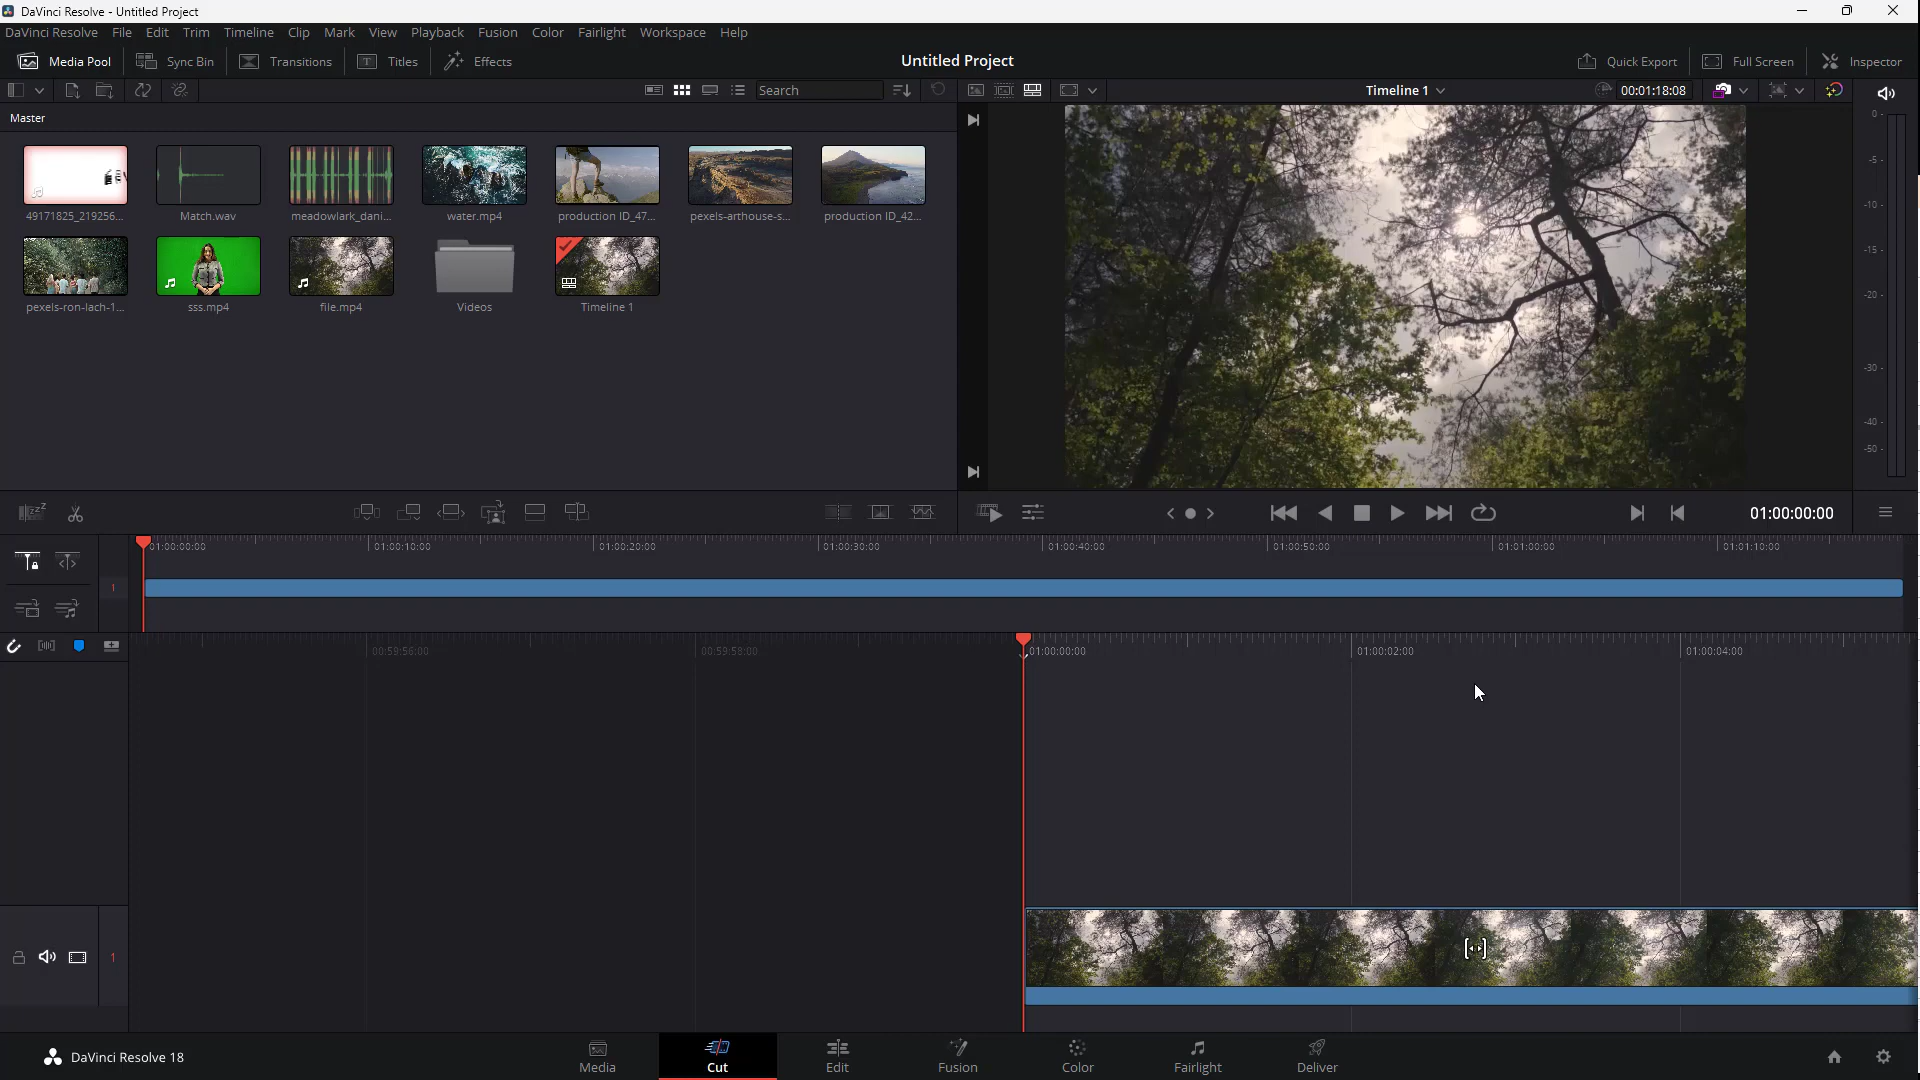 DaVinci Resolve - Untitled Project
DaVinci Resolve File Edit Trim Timeline Clip Mark View Playback Fusion Color Fairlight Workspace Help
Media Pool Sync Bin Transitions Titles Effects Untitled Project Quick Export Full Screen Inspector
Search Timeline 1 00:01:18:08
Master
49171825_219256... Match.wav meadowlark_dani... water.mp4 production ID_47... pexels-arthouse-s... production ID_42...
pexels-ron-lach-1... sss.mp4 file.mp4 Videos Timeline 1
0
-5
-10
-15
-20
-30
-40
-50
01:00:00:00
01:00:00:00 01:00:10:00 01:00:20:00 01:00:30:00 01:00:40:00 01:00:50:00 01:01:00:00 01:01:10:00
1
00:59:56:00 00:59:58:00 01:00:00:00 01:00:02:00 01:00:04:00
1
DaVinci Resolve 18 Media Cut Edit Fusion Color Fairlight Deliver